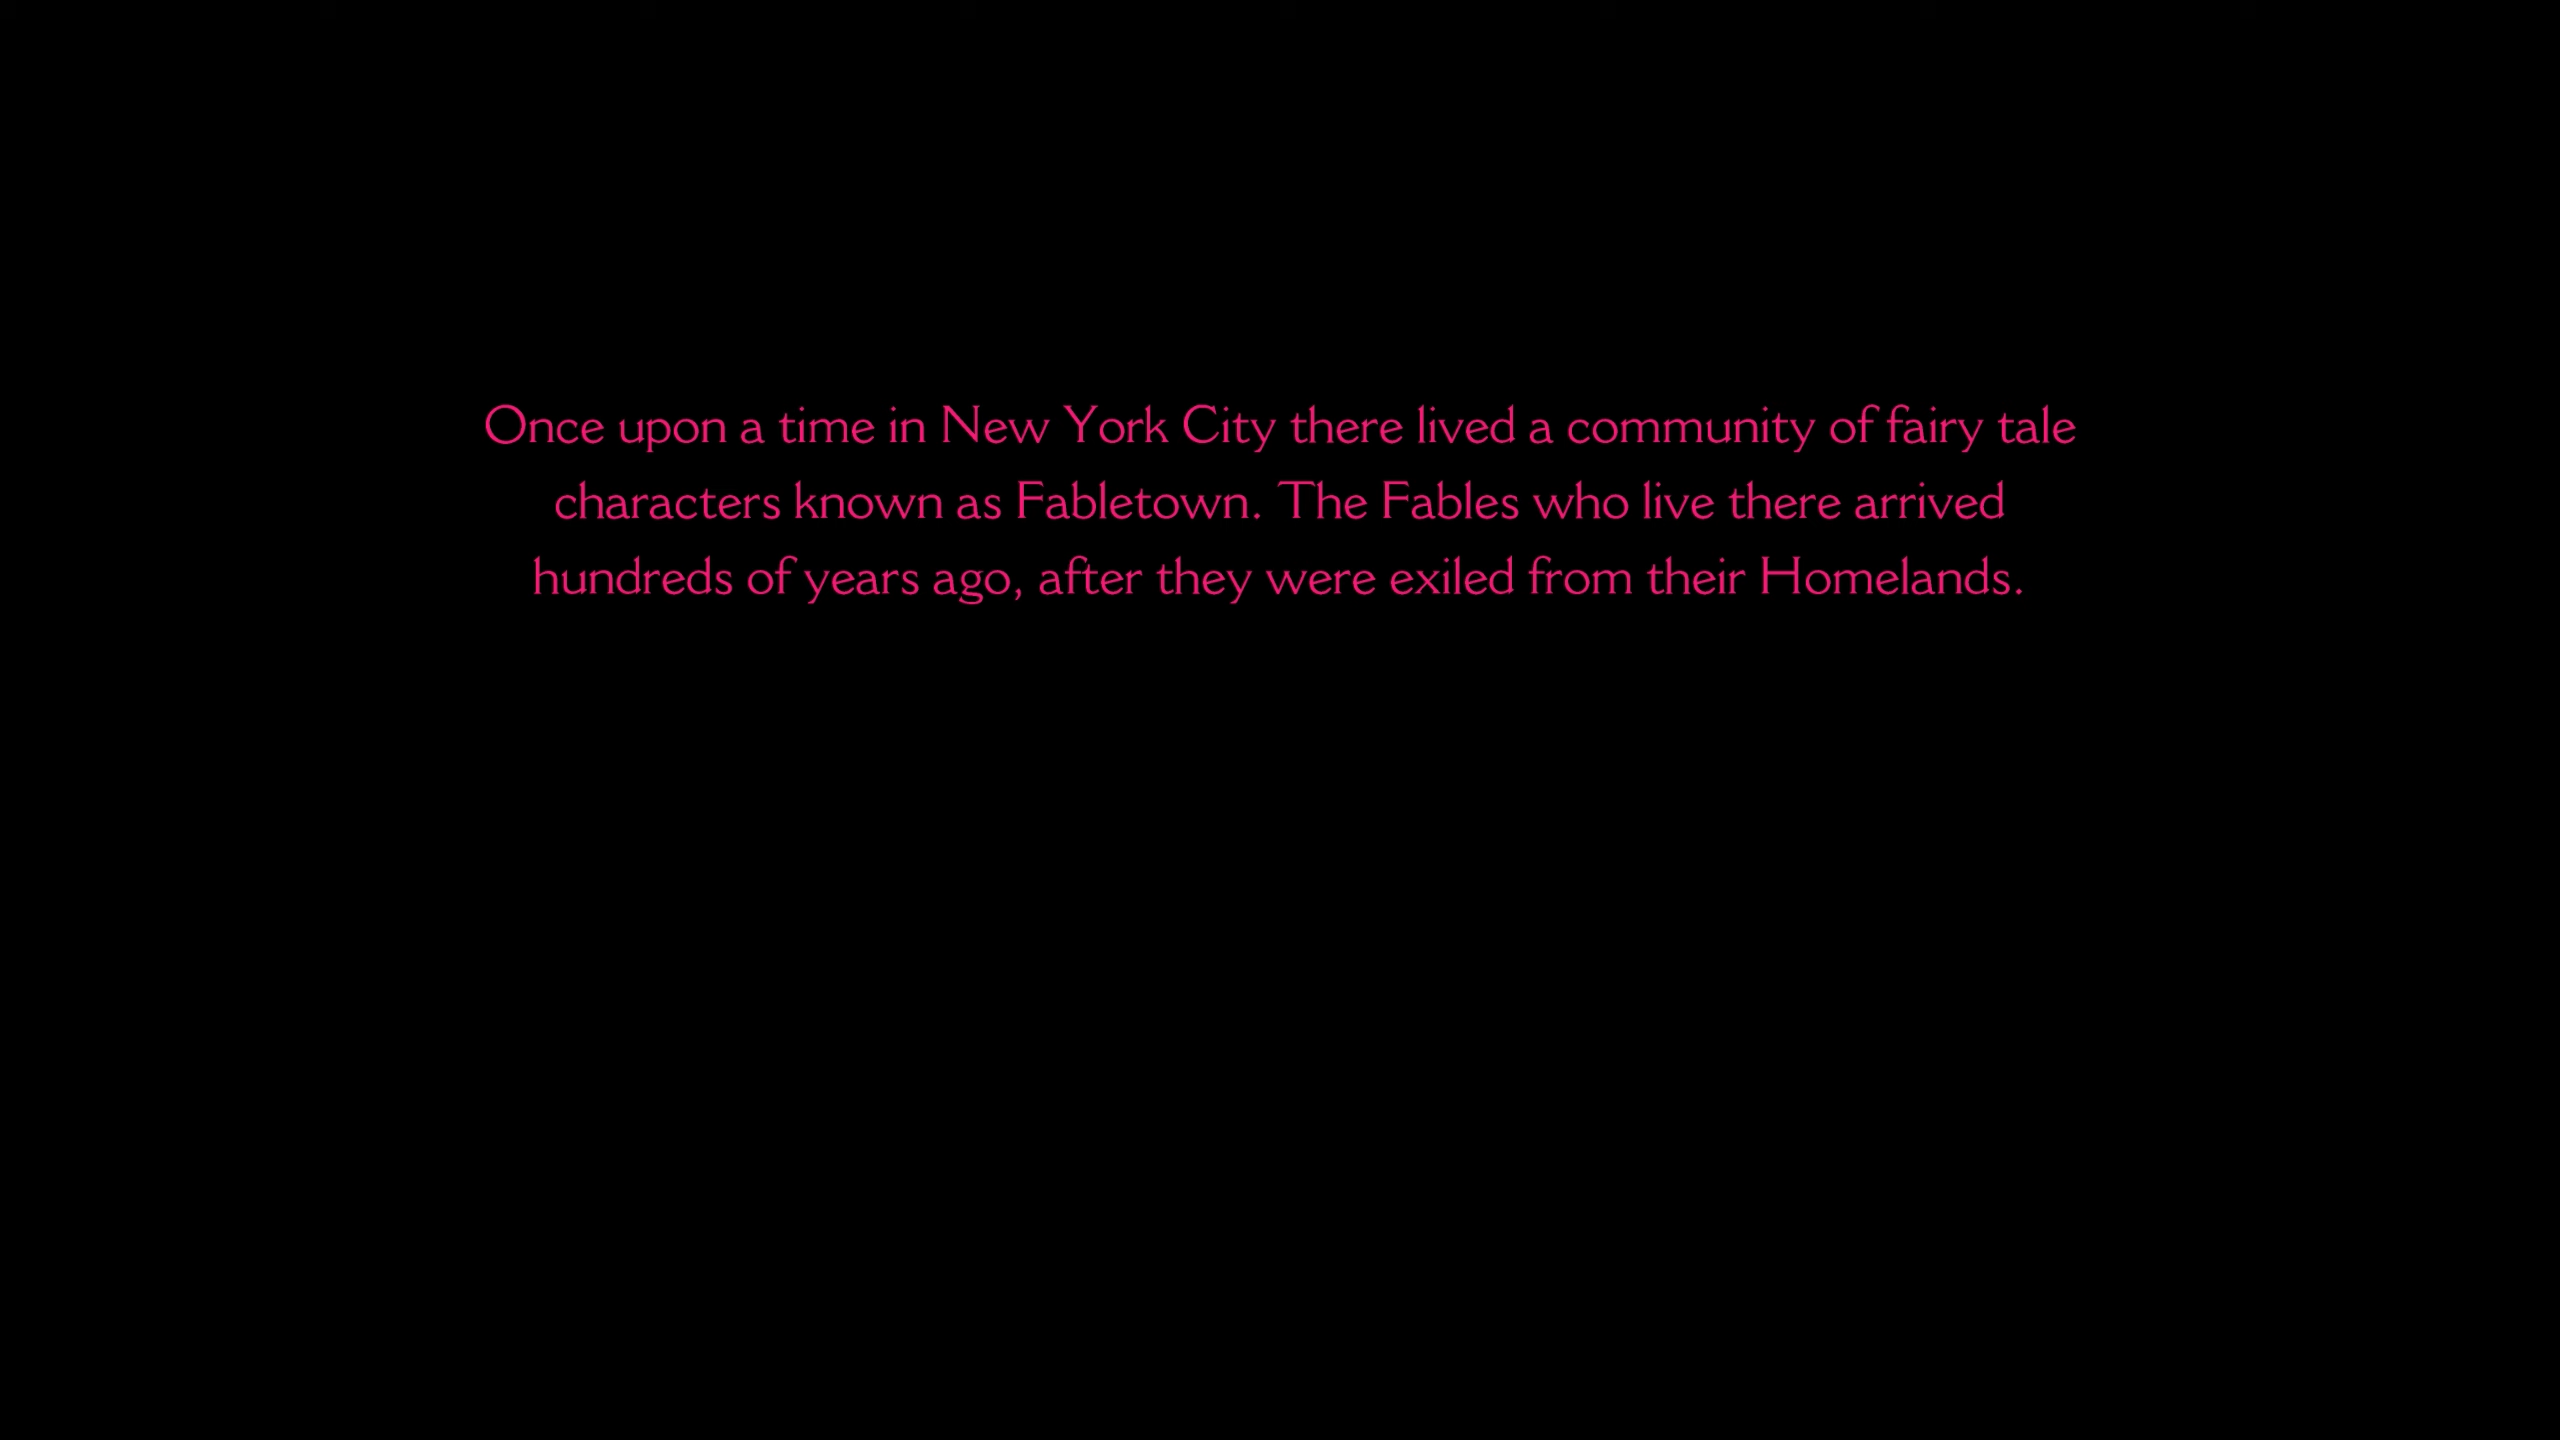 Once upon a time in New York City there lived a community of fairy tale
characters known as Fabletown. The Fables who live there arrived
hundreds of years ago, after they were exiled from their Homelands.